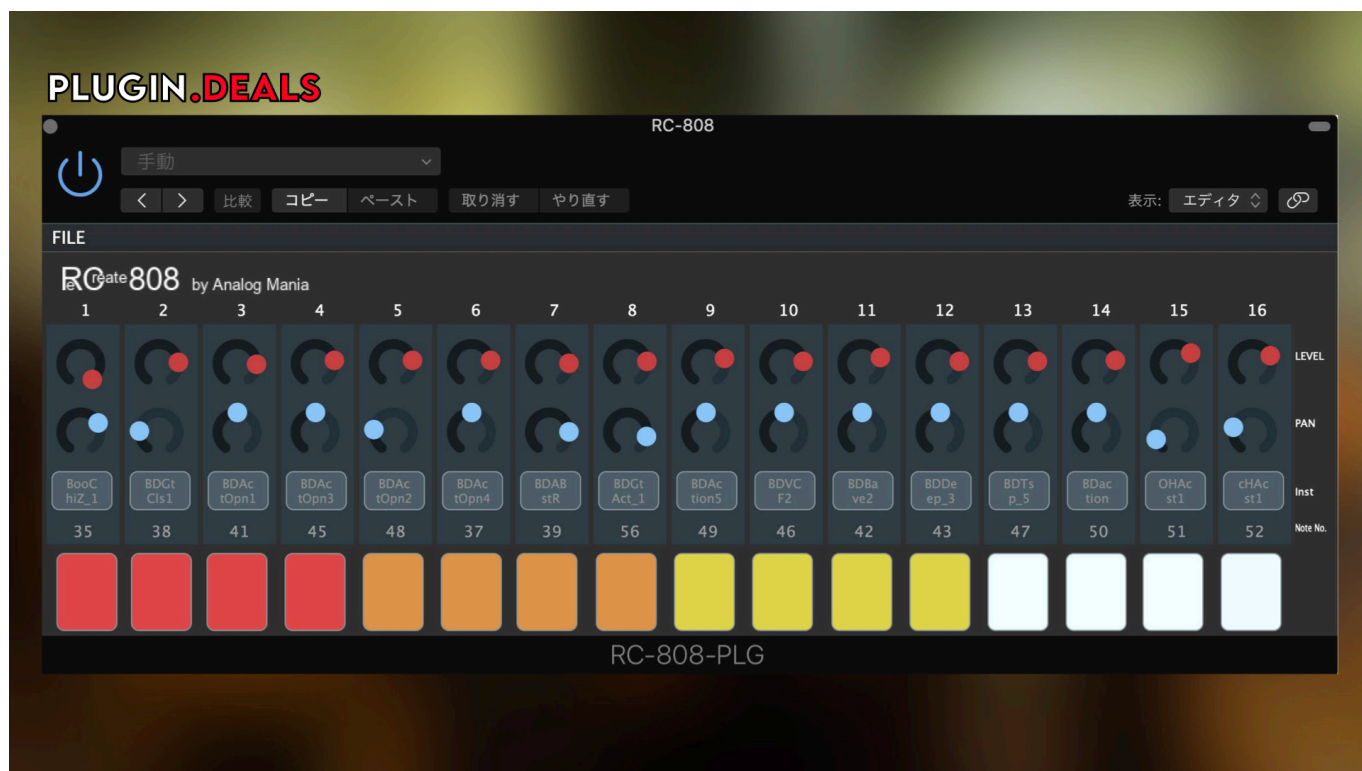 PLUGIN.DEALS
RC-808
手動
比較 コピー ペースト 取り消す やり直す 表示: エディタ
FILE
ReCreate808 by Analog Mania
1 2 3 4 5 6 7 8 9 10 11 12 13 14 15 16
LEVEL
PAN
BooC BDGt BDAc BDAc BDAc BDAc BDAB BDGt BDAc BDVC BDBa BDDe BDTs BDac OHAc cHAc
hiZ_1 Cls1 tOpn1 tOpn3 tOpn2 tOpn4 stR Act_1 tion5 F2 ve2 ep_3 p_5 tion st1 st1 Inst
35 38 41 45 48 37 39 56 49 46 42 43 47 50 51 52 Note No.
RC-808-PLG